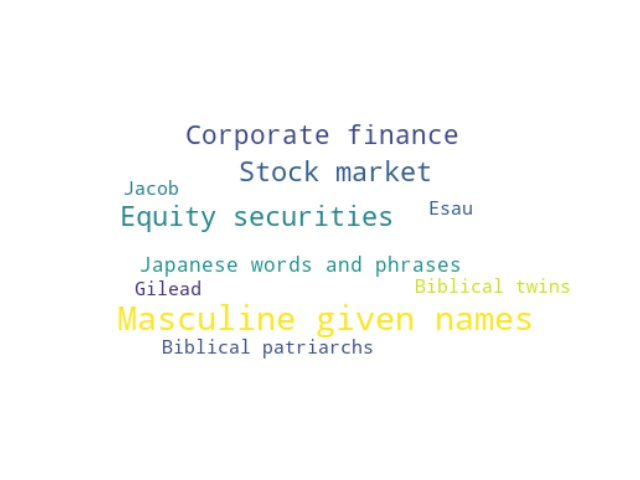 Corporate finance
Stock market
Jacob
Equity securities
Esau
Japanese words and phrases
Gilead
Biblical twins
Masculine given names
Biblical patriarchs